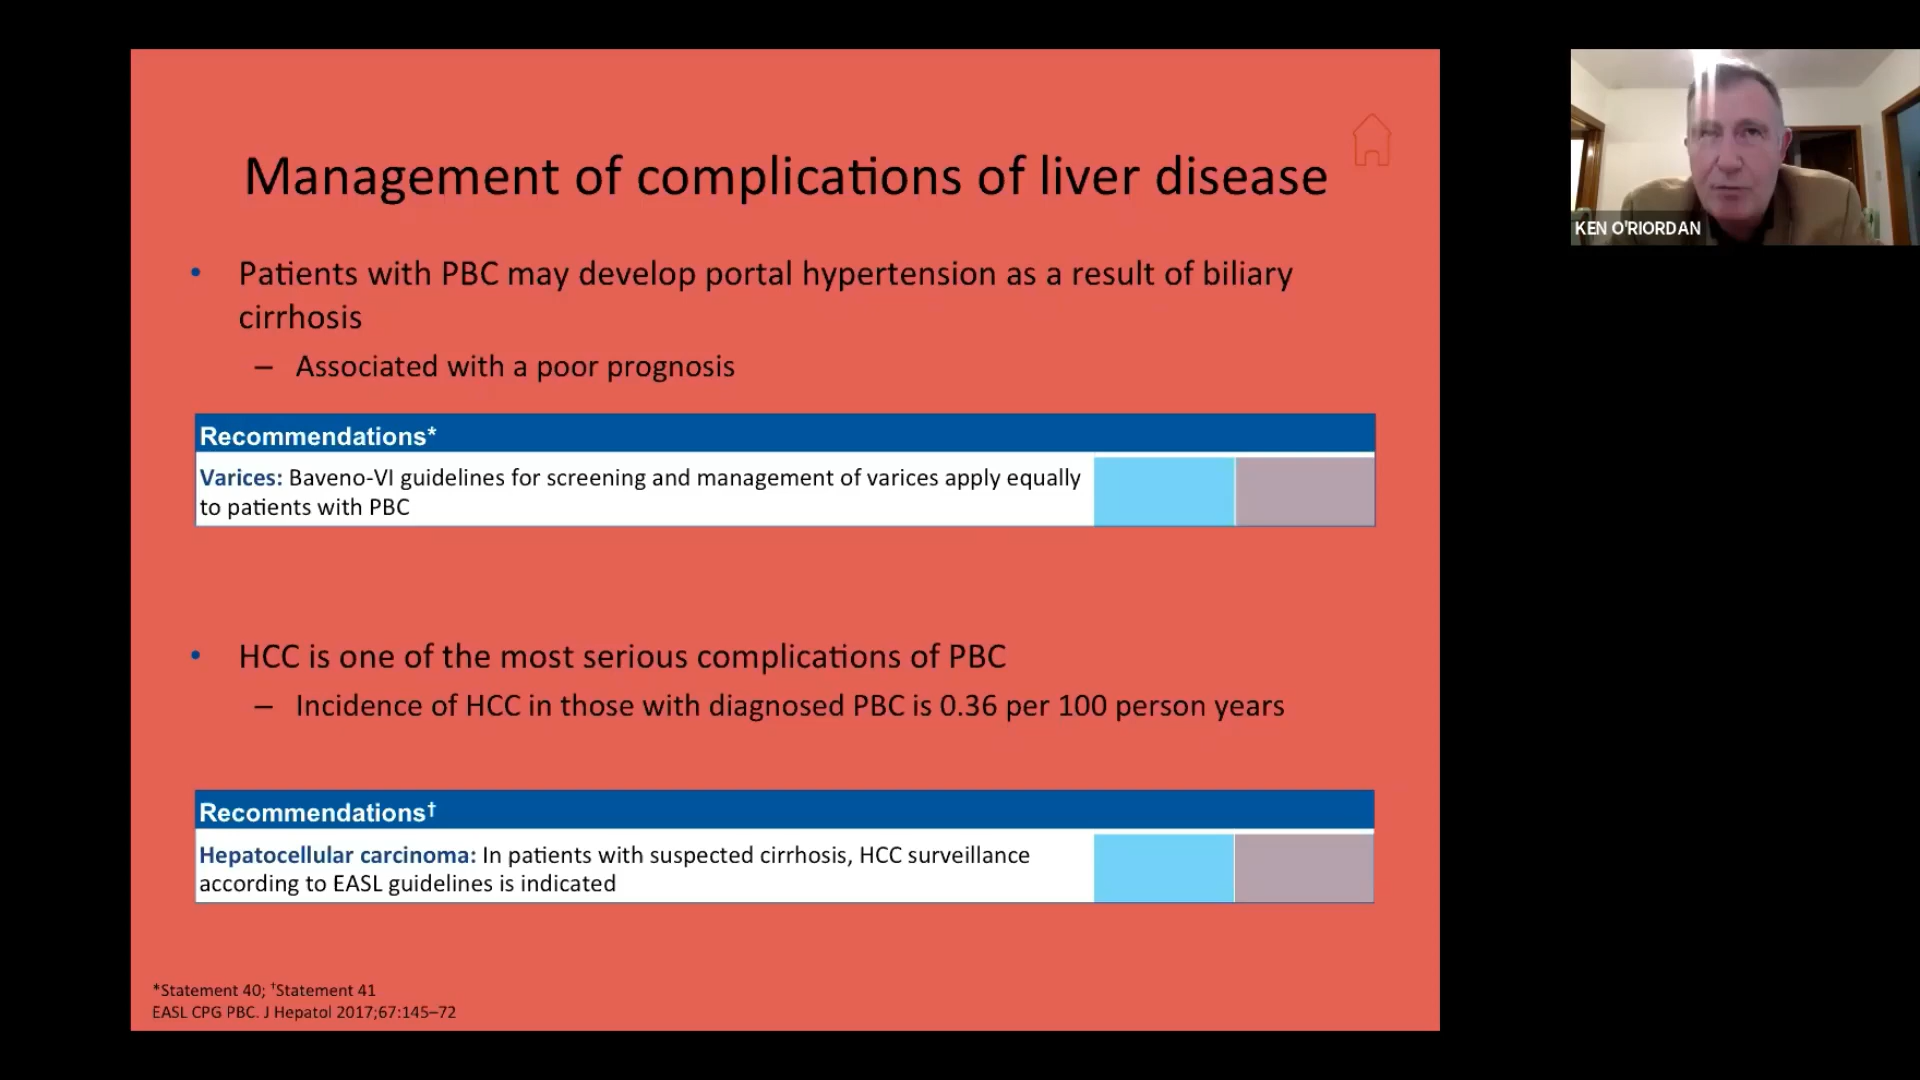 Management of complications of liver disease
• Patients with PBC may develop portal hypertension as a result of biliary
cirrhosis
– Associated with a poor prognosis
Recommendations*
Varices: Baveno-VI guidelines for screening and management of varices apply equally
to patients with PBC
• HCC is one of the most serious complications of PBC
– Incidence of HCC in those with diagnosed PBC is 0.36 per 100 person years
Recommendations†
Hepatocellular carcinoma: In patients with suspected cirrhosis, HCC surveillance
according to EASL guidelines is indicated
*Statement 40; †Statement 41
EASL CPG PBC. J Hepatol 2017;67:145–72
KEN O'RIORDAN